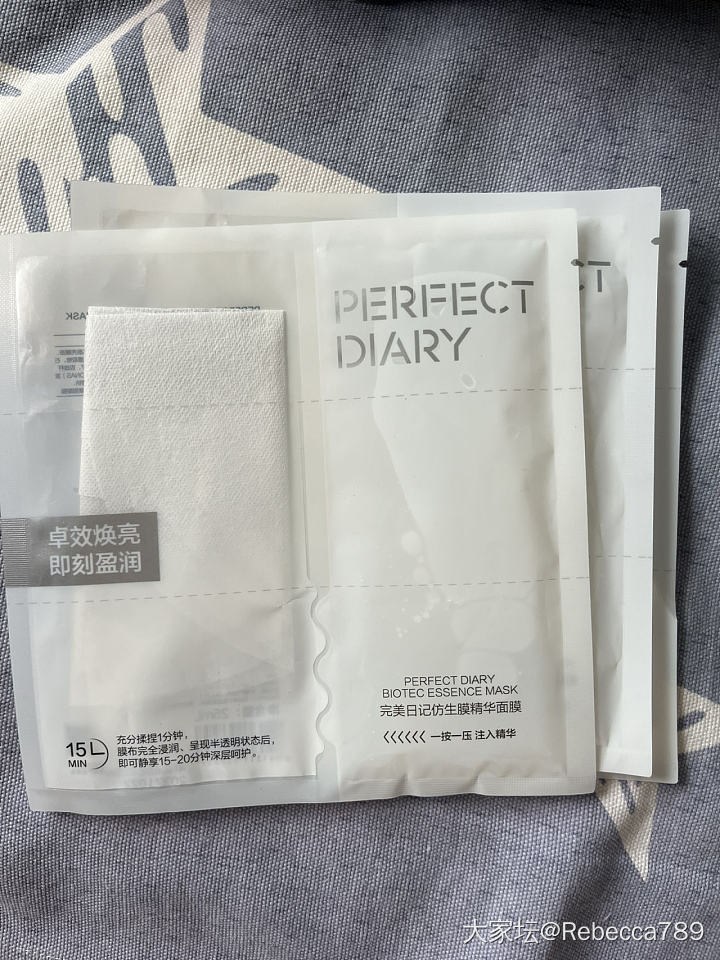 PERFECT
DIARY
CT
卓效焕亮
即刻盈润
PERFECT DIARY
BIOTEC ESSENCE MASK
完美日记仿生膜精华面膜
<<<<<< 一按一压 注入精华
15
MIN
充分揉捏1分钟，
膜布完全浸润、呈现半透明状态后，
即可静享15-20分钟深层呵护。
大家坛@Rebecca789